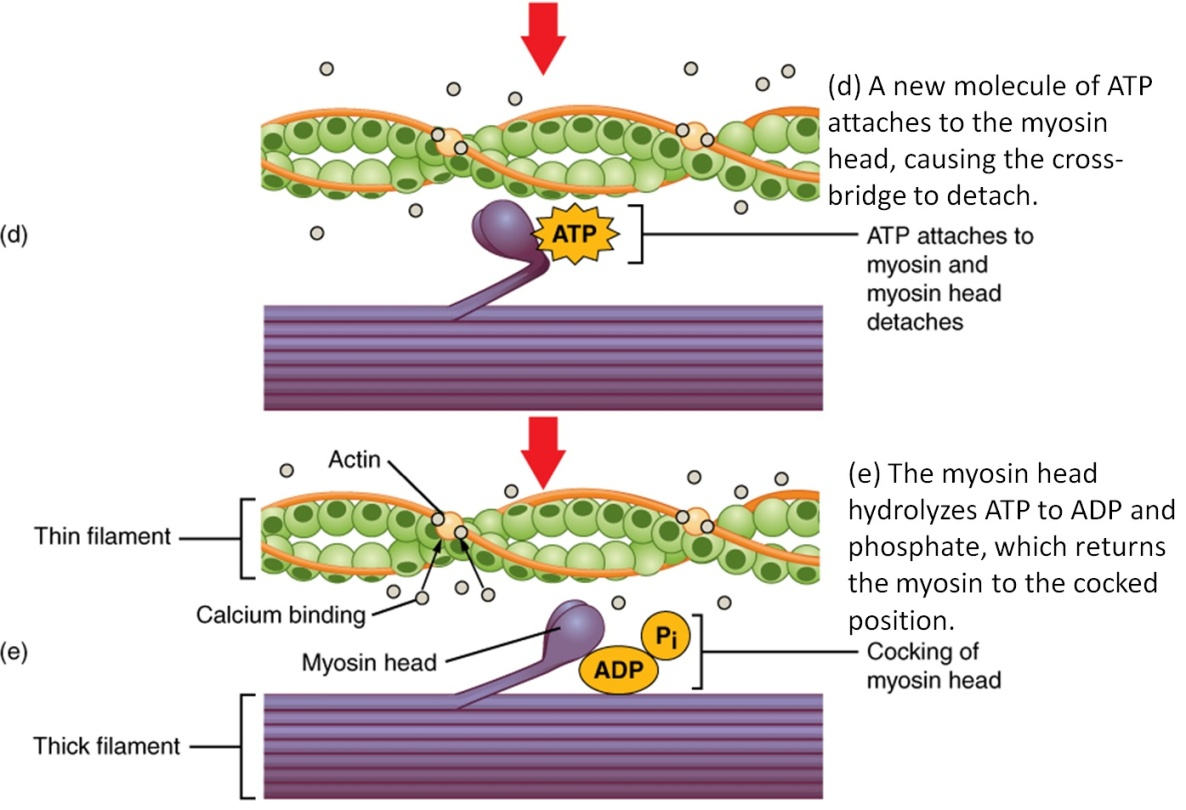 (d) A new molecule of ATP
attaches to the myosin
head, causing the cross-
bridge to detach.
(d)
ATP
ATP attaches to
myosin and
myosin head
detaches
Actin
(e) The myosin head
hydrolyzes ATP to ADP and
phosphate, which returns
the myosin to the cocked
position.
Thin filament
Calcium binding
(e)
Myosin head
Pi
ADP
Cocking of
myosin head
Thick filament